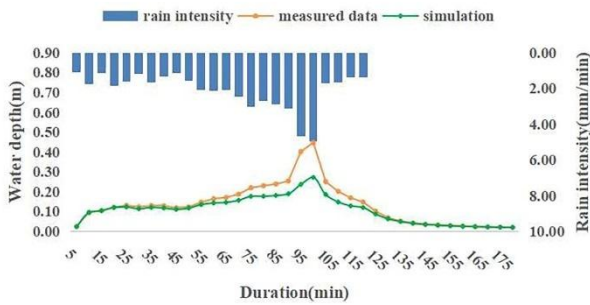 rain intensity measured data simulation
0.90 0.00
0.80
0.70 2.00
0.60
0.50 4.00
0.40
0.30 6.00
0.20 8.00
0.10
0.00 10.00
Water depth(m)
Rain intensity(mm/min)
5 15 25 35 45 55 65 75 85 95 105 115 125 135 145 155 165 175
Duration(min)